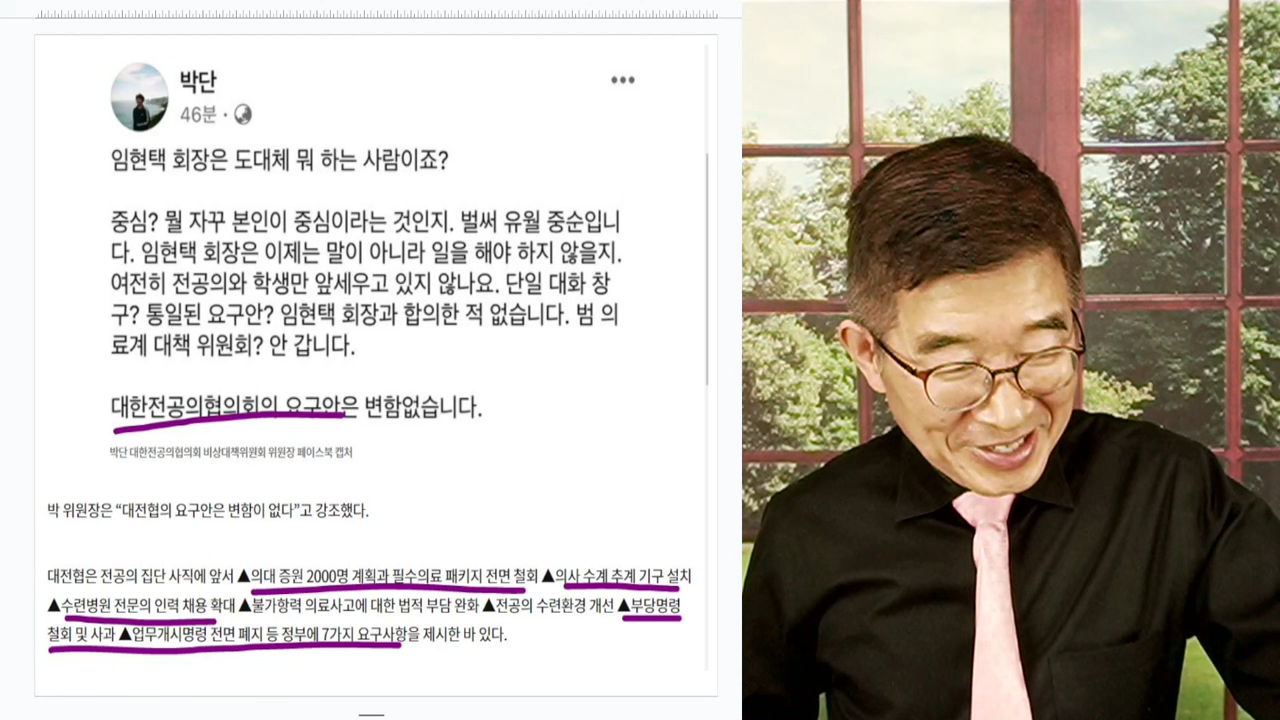 박단
46분
임현택 회장은 도대체 뭐 하는 사람이죠?
중심? 뭘 자꾸 본인이 중심이라는 것인지. 벌써 유월 중순입니
다. 임현택 회장은 이제는 말이 아니라 일을 해야 하지 않을지.
여전히 전공의와 학생만 앞세우고 있지 않나요. 단일 대화 창
구? 통일된 요구안? 임현택 회장과 합의한 적 없습니다. 범 의
료계 대책 위원회? 안 갑니다.
대한전공의협의회의 요구안은 변함없습니다.
박단 대한전공의협의회 비상대책위원회 위원장 페이스북 캡처
박 위원장은 “대전협의 요구안은 변함이 없다”고 강조했다.
대전협은 전공의 집단 사직에 앞서 ▲의대 증원 2000명 계획과 필수의료 패키지 전면 철회 ▲의사 수계 추계 기구 설치
▲수련병원 전문의 인력 채용 확대 ▲불가항력 의료사고에 대한 법적 부담 완화 ▲전공의 수련환경 개선 ▲부당명령
철회 및 사과 ▲업무개시명령 전면 폐지 등 정부에 7가지 요구사항을 제시한 바 있다.